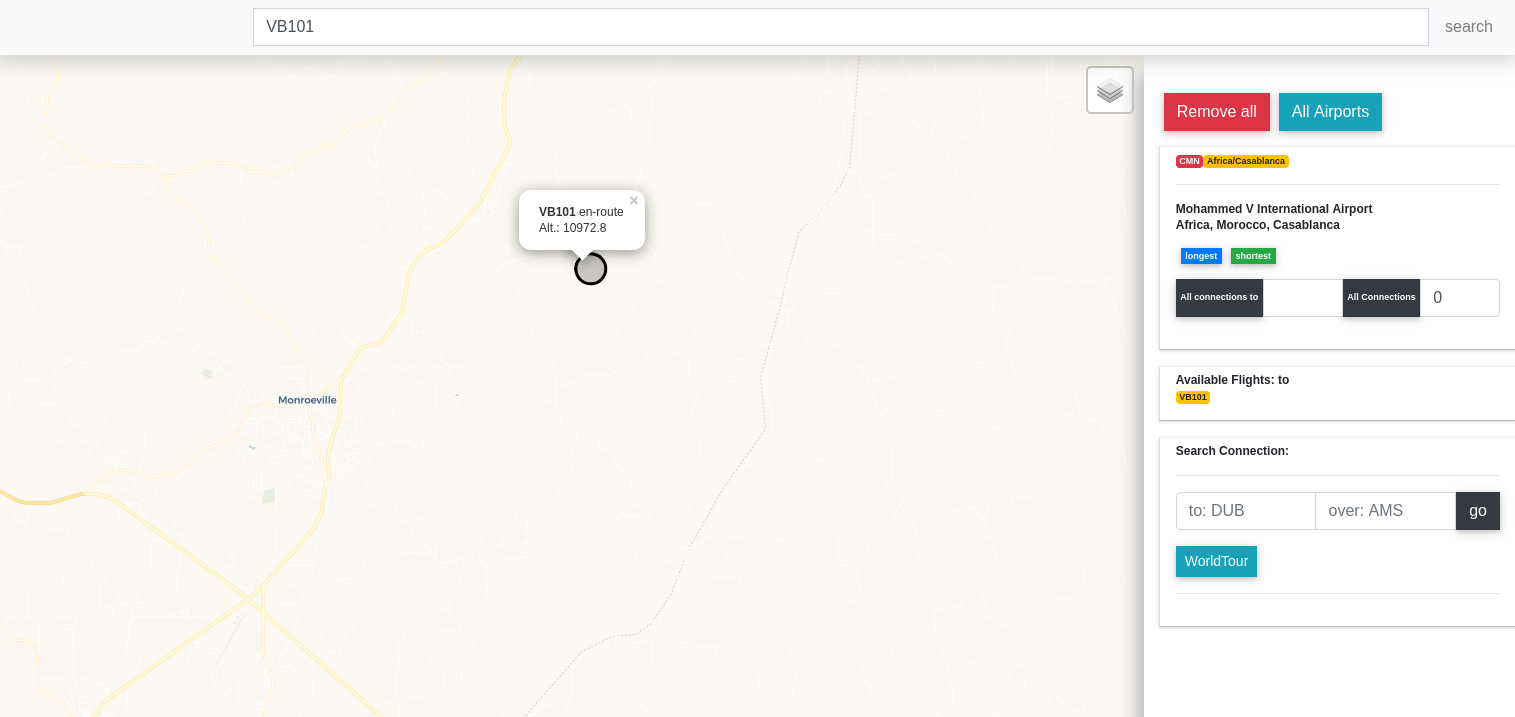 VB101
search
VB101 en-route
×
Alt.: 10972.8
Monroeville
Remove all
All Airports
CMN Africa/Casablanca
Mohammed V International Airport
Africa, Morocco, Casablanca
longest
shortest
All connections to
All Connections
0
Available Flights: to
VB101
Search Connection:
to: DUB
over: AMS
go
WorldTour